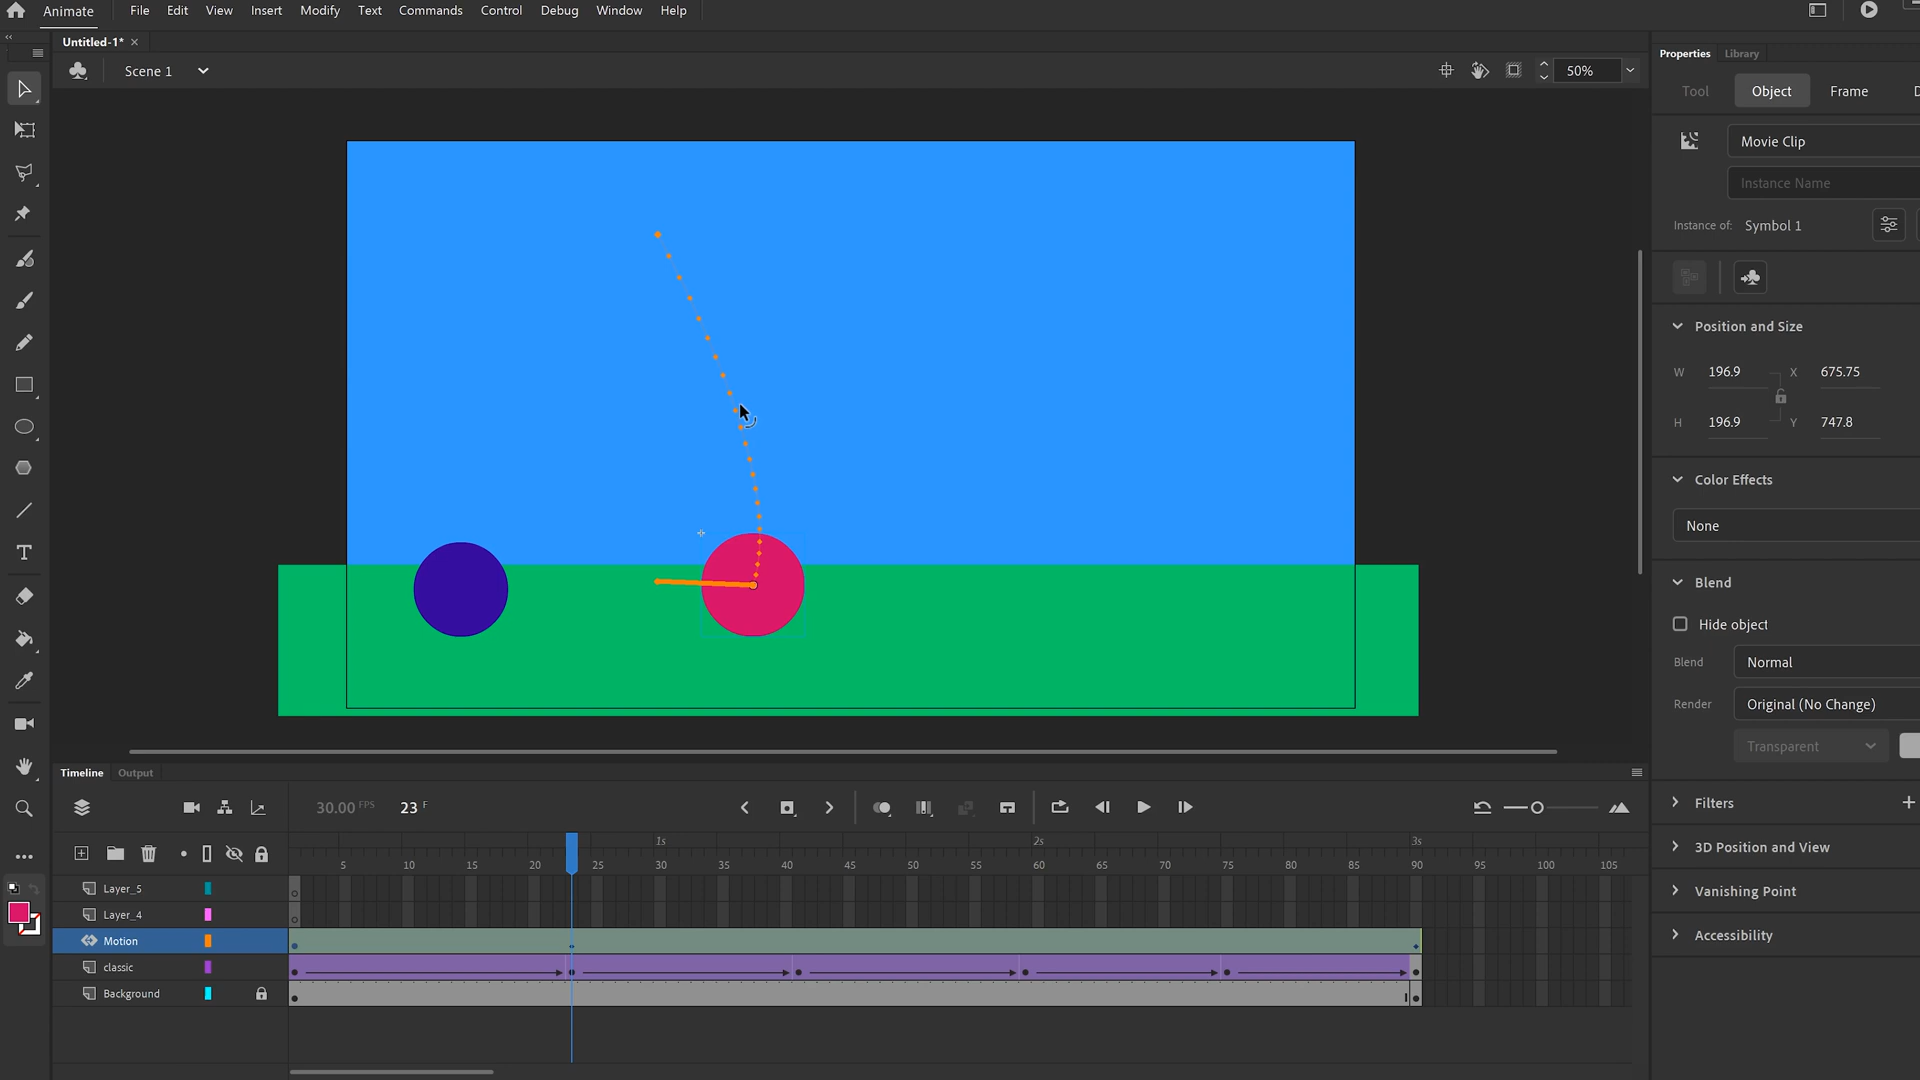 Animate File Edit View Insert Modify Text Commands Control Debug Window Help
Untitled-1*
Scene 1 50%
Properties Library
Tool Object Frame
Movie Clip
Instance Name
Instance of: Symbol 1
Position and Size
W 196.9 X 675.75
H 196.9 Y 747.8
Color Effects
None
Blend
Hide object
Blend Normal
Render Original (No Change)
Transparent
Filters
3D Position and View
Vanishing Point
Accessibility
Timeline Output
30.00 FPS 23 F
1s 2s 3s
5 10 15 20 25 30 35 40 45 50 55 60 65 70 75 80 85 90 95 100 105
Layer_5
Layer_4
Motion
classic
Background